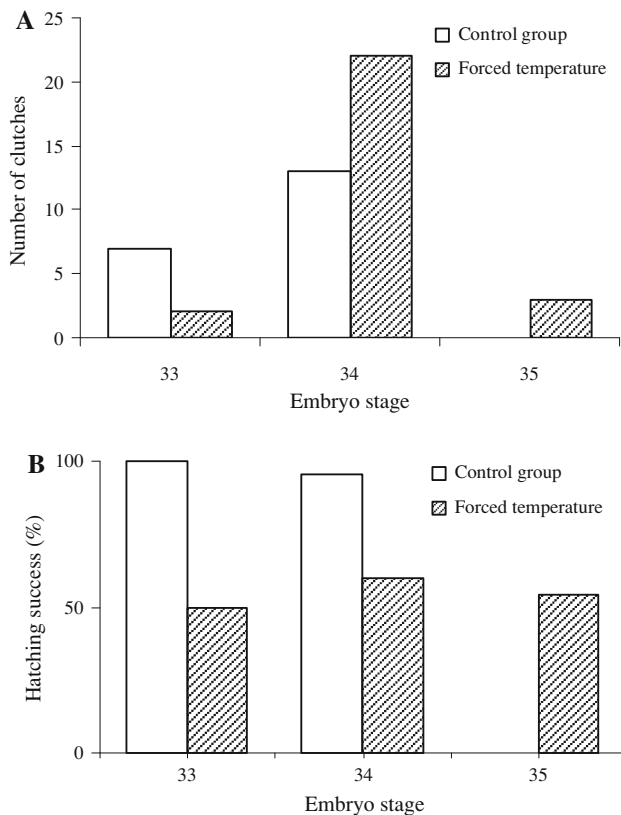 A
25
20
15
10
5
0
Number of clutches
Control group
Forced temperature
33 34 35
Embryo stage
B
100
50
0
Hatching success (%)
Control group
Forced temperature
33 34 35
Embryo stage